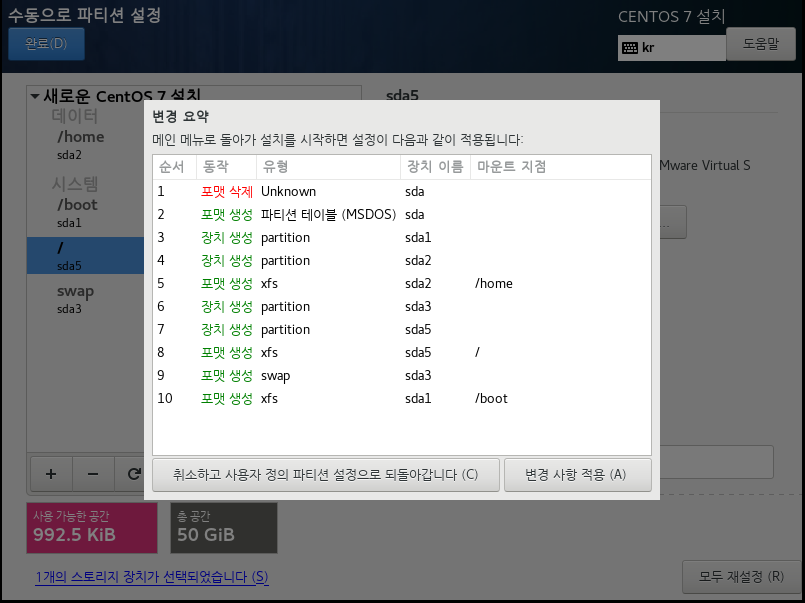 수동으로 파티션 설정
CENTOS 7 설치
완료(D)
kr
도움말
새로운 CentOS 7 설치
sda5
데이터
/home
sda2
시스템
/boot
sda1
/
sda5
swap
sda3
Mware Virtual S
...
변경 요약
메인 메뉴로 돌아가 설치를 시작하면 설정이 다음과 같이 적용됩니다:
순서 동작 유형 장치 이름 마운트 지점
1 포맷 삭제 Unknown sda
2 포맷 생성 파티션 테이블 (MSDOS) sda
3 장치 생성 partition sda1
4 장치 생성 partition sda2
5 포맷 생성 xfs sda2 /home
6 장치 생성 partition sda3
7 장치 생성 partition sda5
8 포맷 생성 xfs sda5 /
9 포맷 생성 swap sda3
10 포맷 생성 xfs sda1 /boot
취소하고 사용자 정의 파티션 설정으로 되돌아갑니다 (C)
변경 사항 적용 (A)
+ −
사용 가능한 공간
992.5 KiB
총 공간
50 GiB
1개의 스토리지 장치가 선택되었습니다 (S)
모두 재설정 (R)